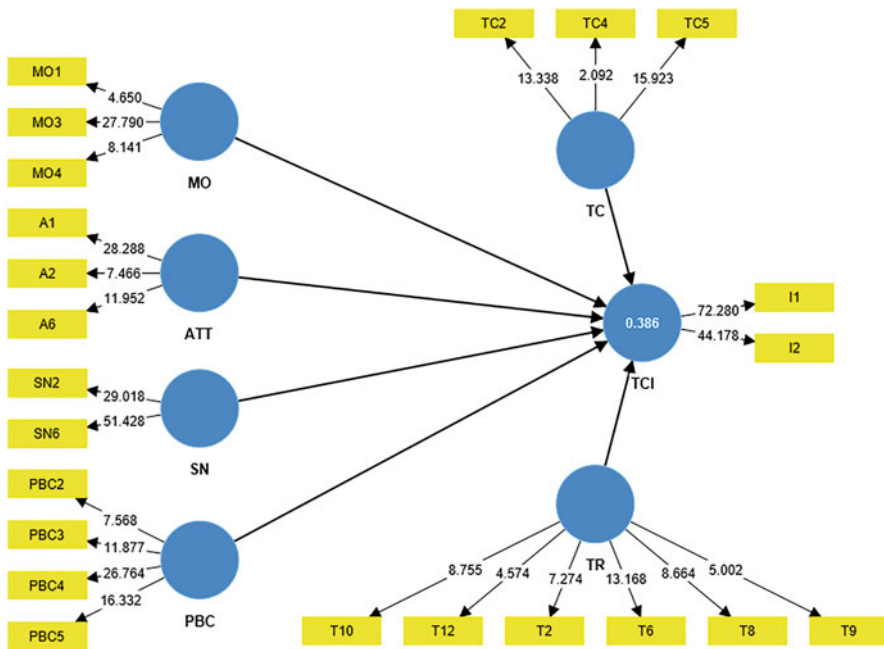 TC2 TC4 TC5
13.338 2.092 15.923
TC
MO1
MO3
MO4
4.650
27.790
8.141
MO
A1
A2
A6
28.288
7.466
11.952
ATT
SN2
SN6
29.018
51.428
SN
PBC2
PBC3
PBC4
PBC5
7.568
11.877
26.764
16.332
PBC
0.386
TCI
72.280
44.178
I1
I2
TR
8.755 4.574 7.274 13.168 8.664 5.002
T10 T12 T2 T6 T8 T9